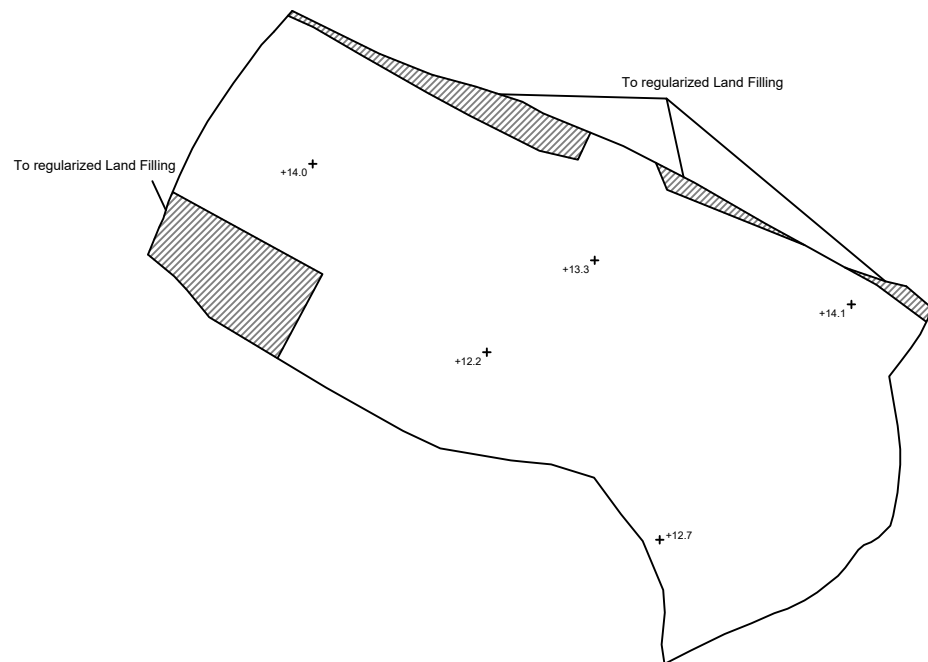 To regularized Land Filling
To regularized Land Filling
+14.0
+13.3
+14.1
+12.2
+12.7